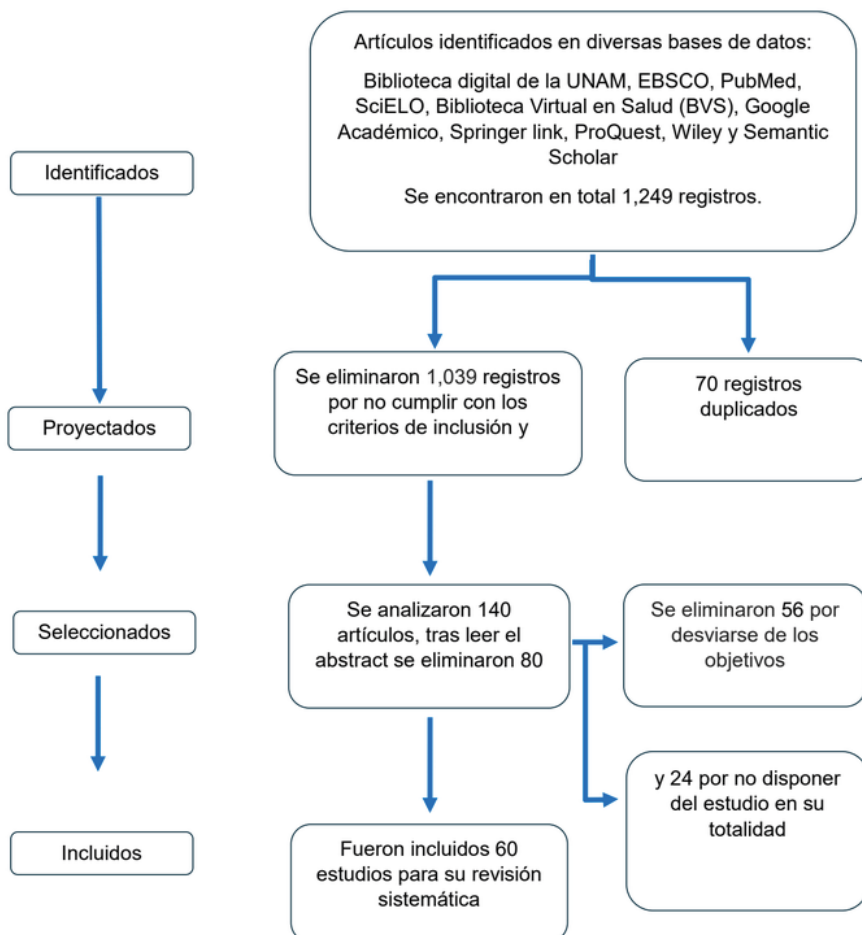 Artículos identificados en diversas bases de datos:
Biblioteca digital de la UNAM, EBSCO, PubMed,
SciELO, Biblioteca Virtual en Salud (BVS), Google
Académico, Springer link, ProQuest, Wiley y Semantic
Scholar
Se encontraron en total 1,249 registros.
Identificados
Se eliminaron 1,039 registros
por no cumplir con los
criterios de inclusión y
70 registros
duplicados
Proyectados
Se analizaron 140
artículos, tras leer el
abstract se eliminaron 80
Se eliminaron 56 por
desviarse de los
objetivos
Seleccionados
y 24 por no disponer
del estudio en su
totalidad
Fueron incluidos 60
estudios para su revisión
sistemática
Incluidos